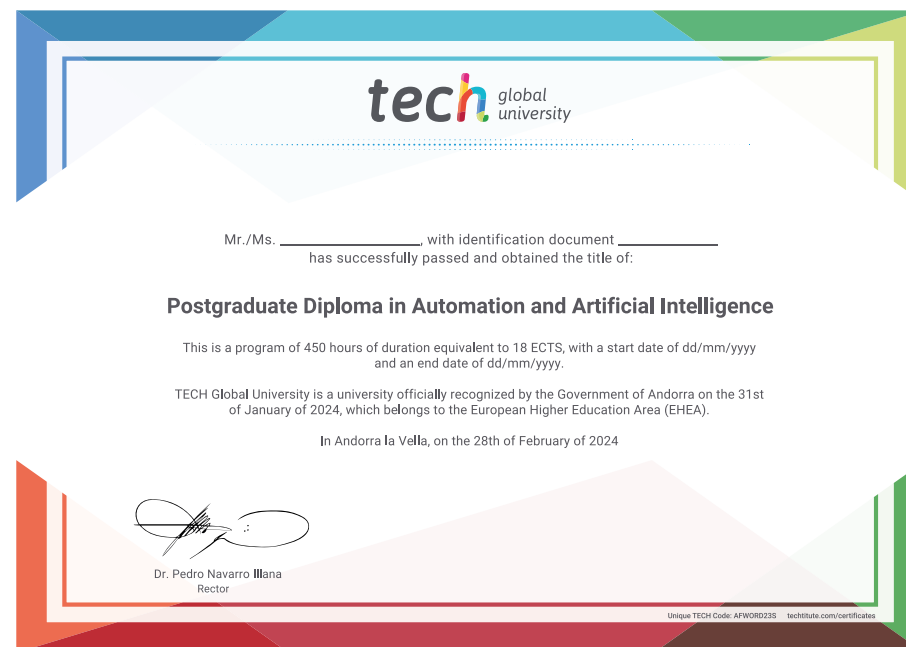 tech global
university
Mr./Ms. ____________________, with identification document ______________
has successfully passed and obtained the title of:
Postgraduate Diploma in Automation and Artificial Intelligence
This is a program of 450 hours of duration equivalent to 18 ECTS, with a start date of dd/mm/yyyy
and an end date of dd/mm/yyyy.
TECH Global University is a university officially recognized by the Government of Andorra on the 31st
of January of 2024, which belongs to the European Higher Education Area (EHEA).
In Andorra la Vella, on the 28th of February of 2024
Dr. Pedro Navarro Illana
Rector
Unique TECH Code: AFWORD23S techtitute.com/certificates